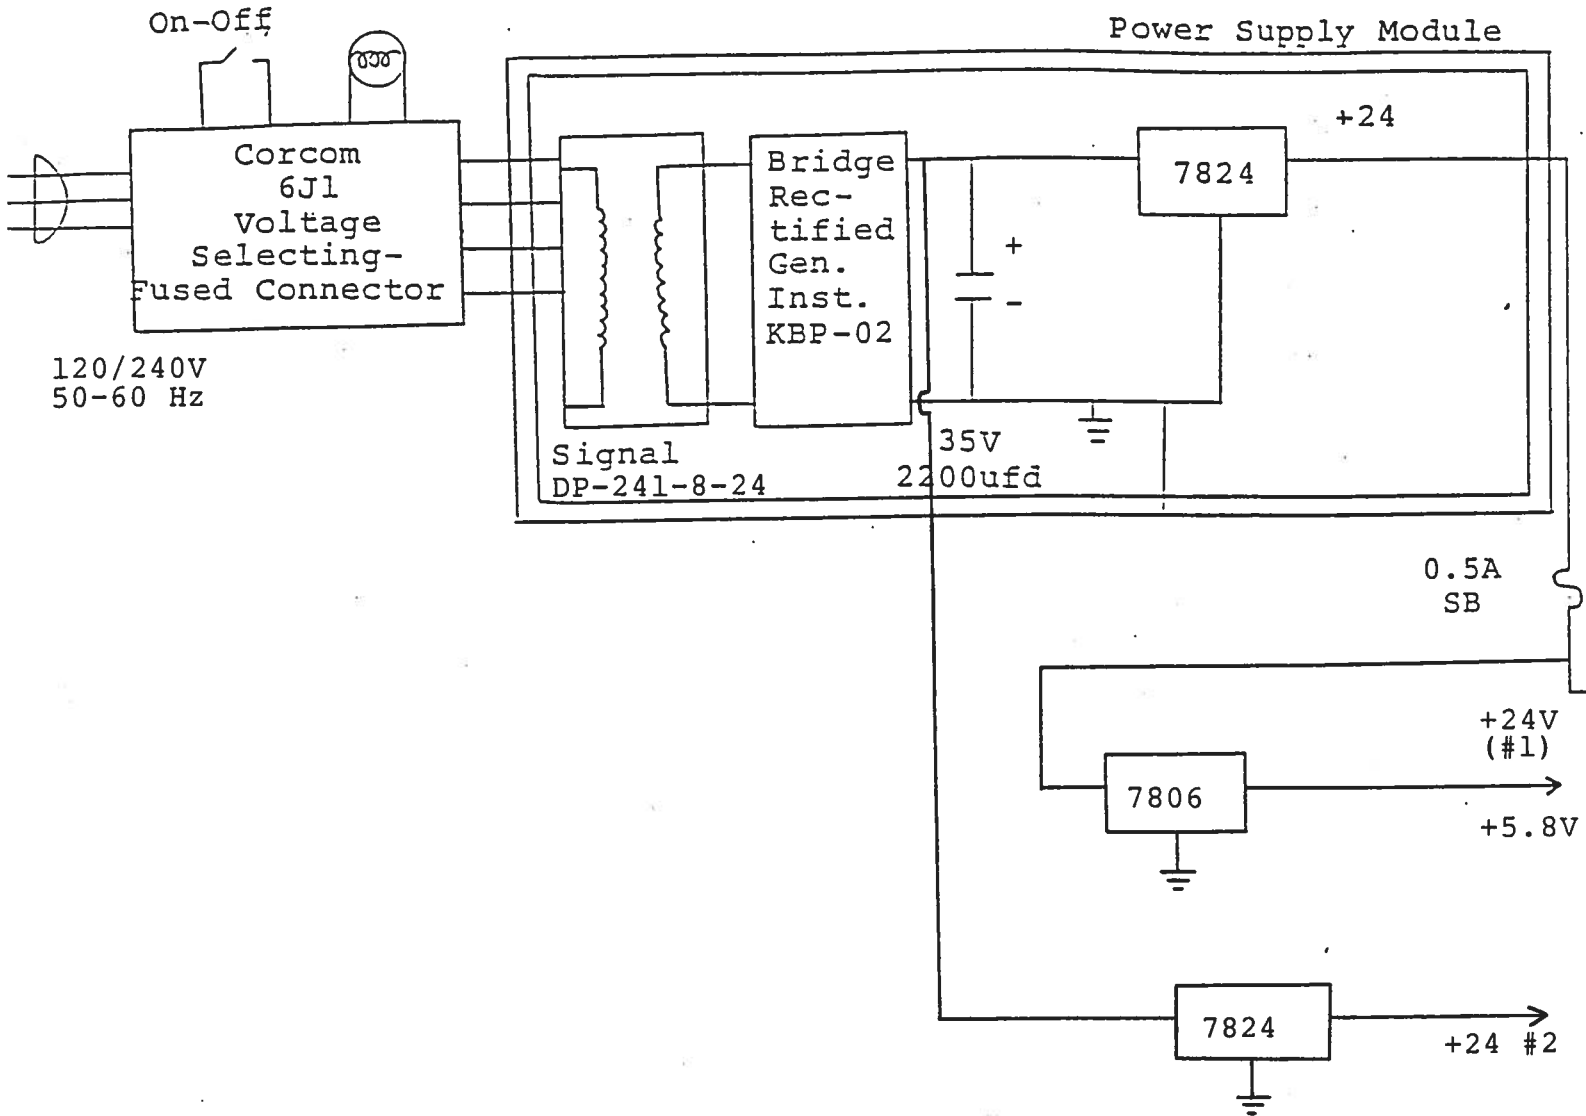 On-Off
Power Supply Module
Corcom
6J1
Voltage
Selecting-
Fused Connector
120/240V
50-60 Hz
Signal
DP-241-8-24
Bridge
Rec-
tified
Gen.
Inst.
KBP-02
+
-
35V
2200ufd
7824
+24
0.5A
SB
+24V
(#1)
7806
+5.8V
7824
+24 #2